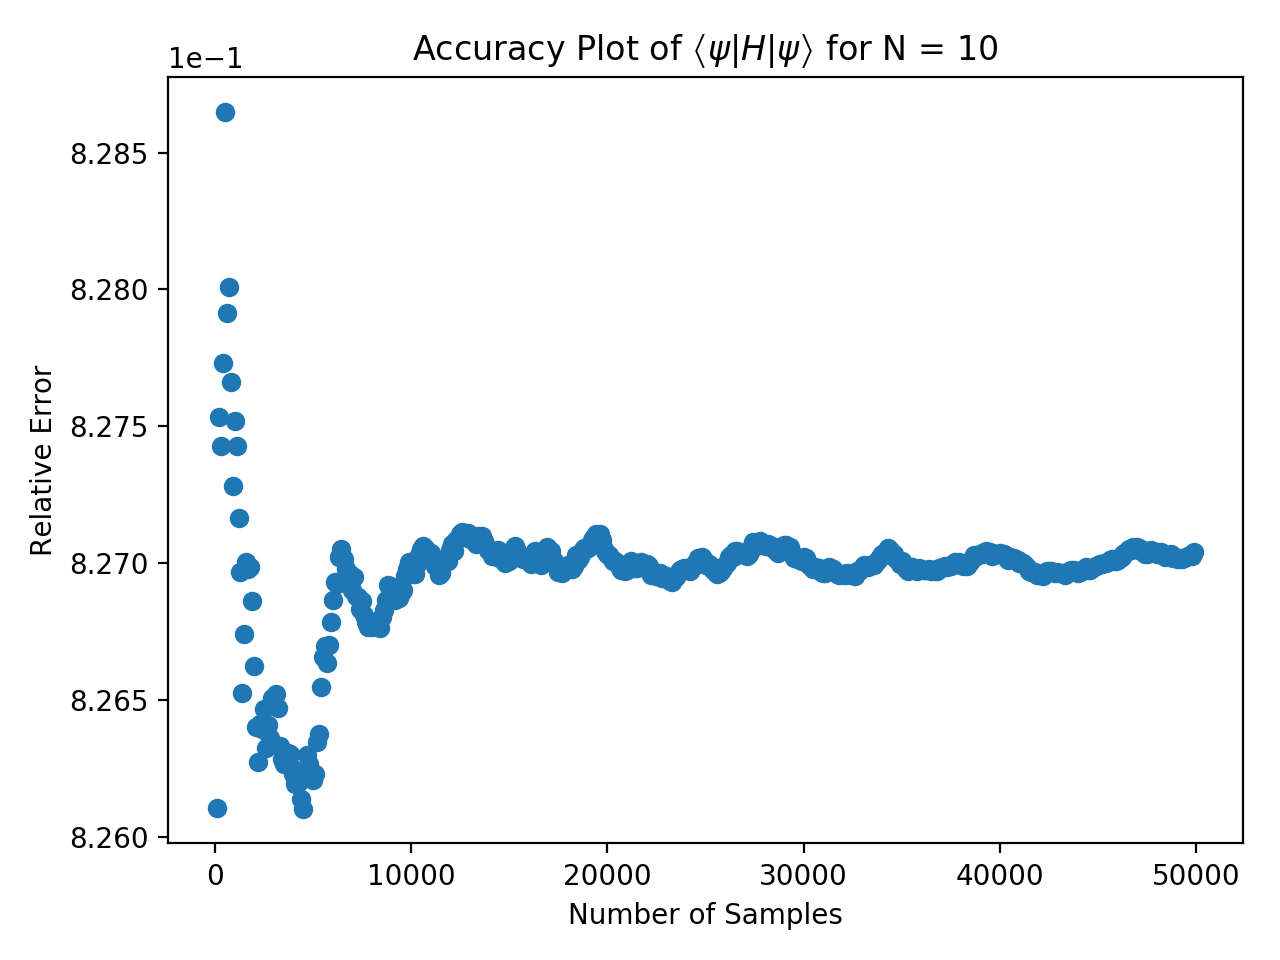 Accuracy Plot of ⟨ψ|H|ψ⟩ for N = 10
1e−1
8.285
8.280
8.275
8.270
8.265
8.260
Relative Error
0 10000 20000 30000 40000 50000
Number of Samples